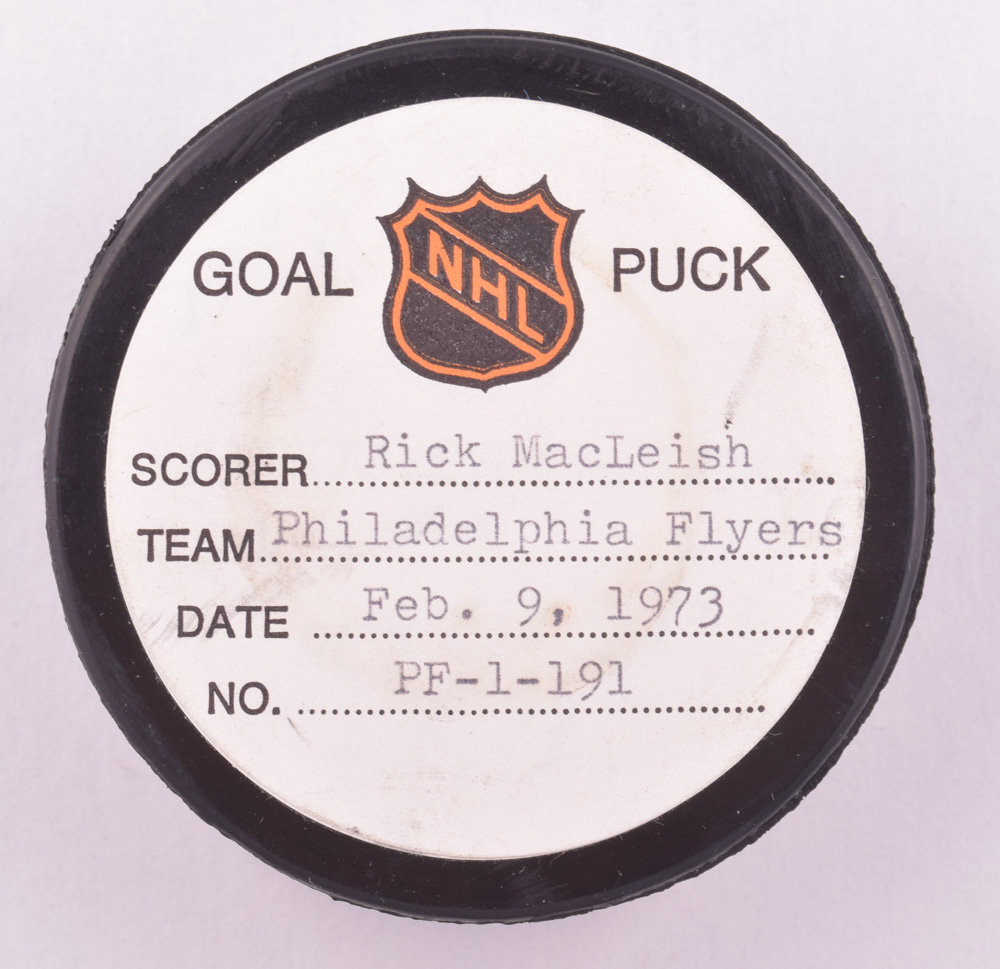 GOAL NHL PUCK
SCORER Rick MacLeish
TEAM Philadelphia Flyers
DATE Feb. 9, 1973
NO. PF-1-191